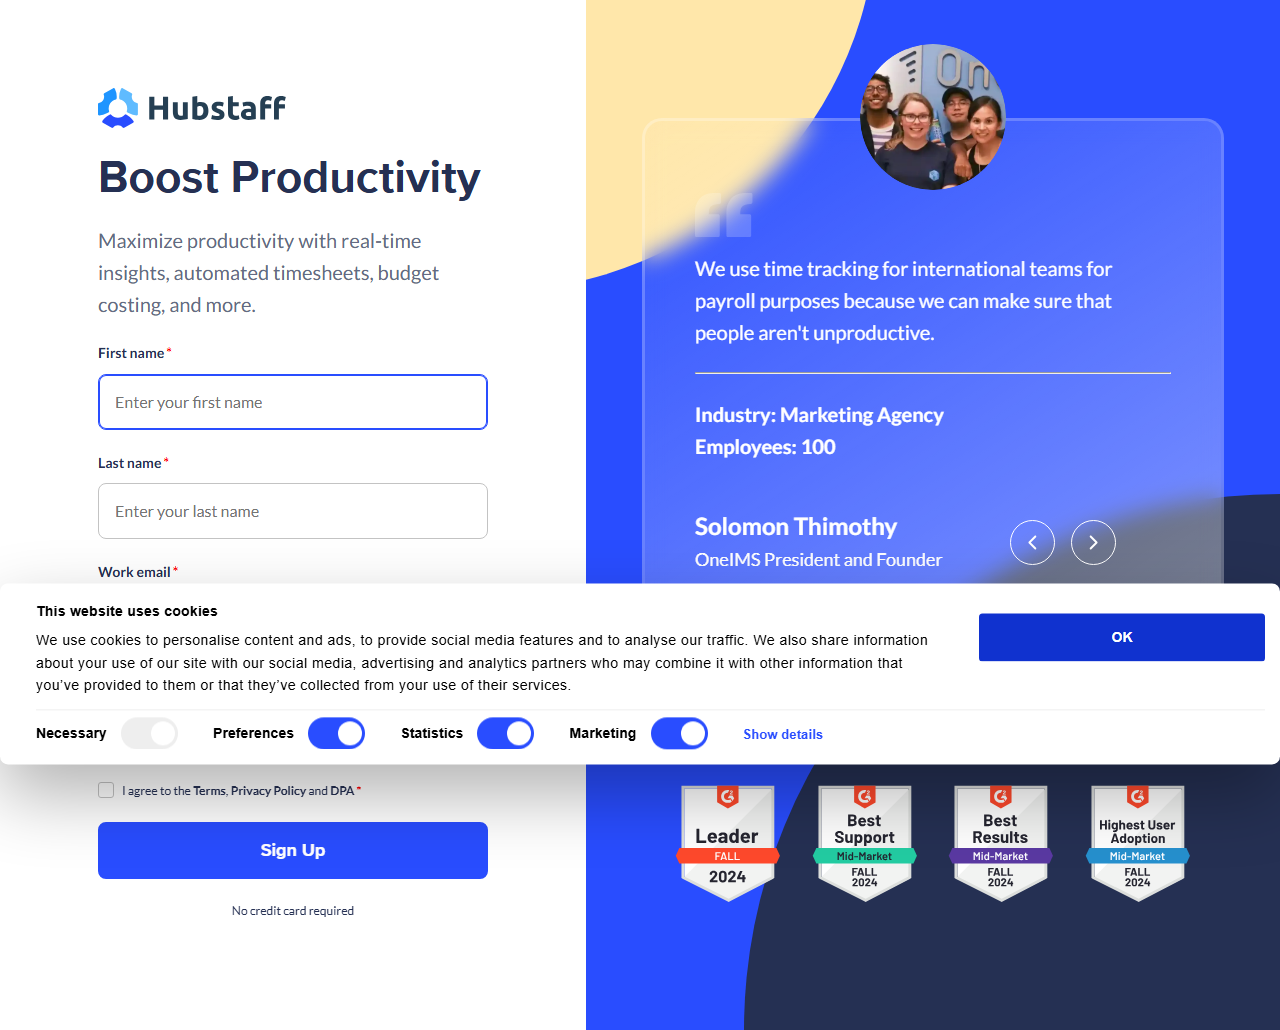 Hubstaff
Boost Productivity
Maximize productivity with real-time
insights, automated timesheets, budget
costing, and more.
First name*
Enter your first name
Last name*
Enter your last name
Work email*
On
We use time tracking for international teams for
payroll purposes because we can make sure that
people aren't unproductive.
Industry: Marketing Agency
Employees: 100
Solomon Thimothy
OneIMS President and Founder
This website uses cookies
We use cookies to personalise content and ads, to provide social media features and to analyse our traffic. We also share information
about your use of our site with our social media, advertising and analytics partners who may combine it with other information that
you've provided to them or that they've collected from your use of their services.
OK
Necessary
Preferences
Statistics
Marketing
Show details
I agree to the Terms, Privacy Policy and DPA*
Sign Up
No credit card required
Leader
FALL
2024
Best
Support
Mid-Market
FALL
2024
Best
Results
Mid-Market
FALL
2024
Highest User
Adoption
Mid-Market
FALL
2024